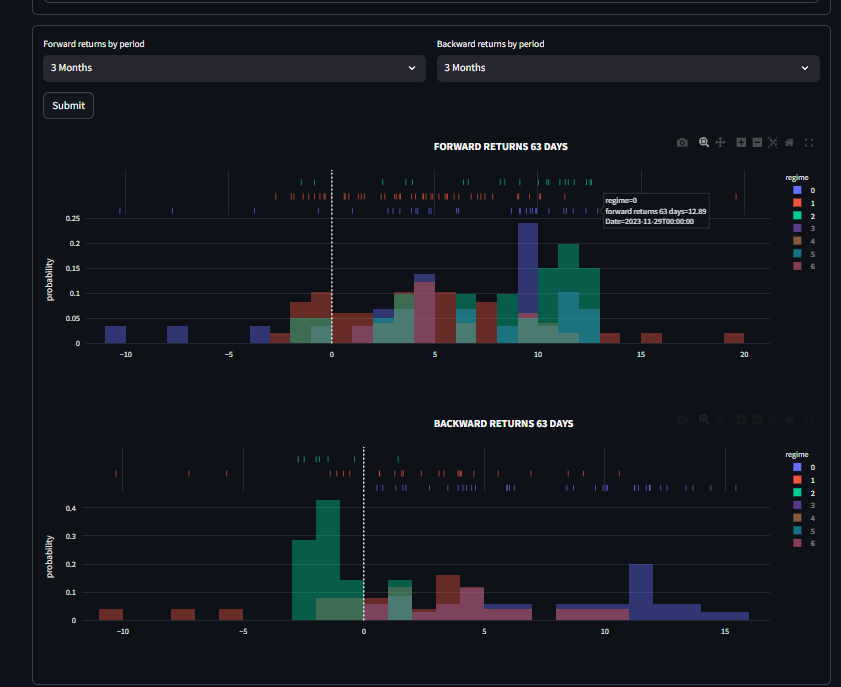 Forward returns by period
Backward returns by period
3 Months
3 Months
Submit
FORWARD RETURNS 63 DAYS
regime
0
1
2
3
4
5
6
regime=0
forward returns 63 days=12.89
Date=2023-11-29T00:00:00
probability
0.25
0.2
0.15
0.1
0.05
0
−10
−5
0
5
10
15
20
BACKWARD RETURNS 63 DAYS
regime
0
1
2
3
4
5
6
probability
0.4
0.3
0.2
0.1
0
−10
−5
0
5
10
15